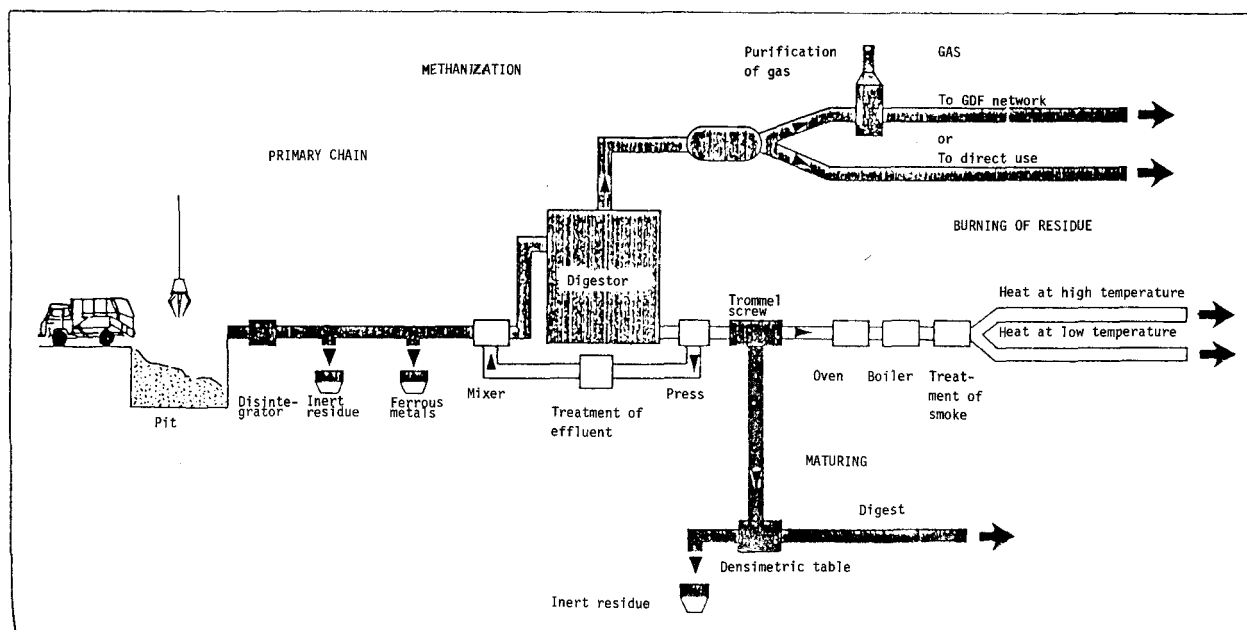 METHANIZATION
Purification
of gas
GAS
To GDF network
or
To direct use
PRIMARY CHAIN
BURNING OF RESIDUE
Digestor
Trommel
screw
Heat at high temperature
Heat at low temperature
Pit
Disinte-
grator
Inert
residue
Ferrous
metals
Mixer
Treatment of
effluent
Press
Oven
Boiler
Treat-
ment of
smoke
MATURING
Digest
Densimetric table
Inert residue